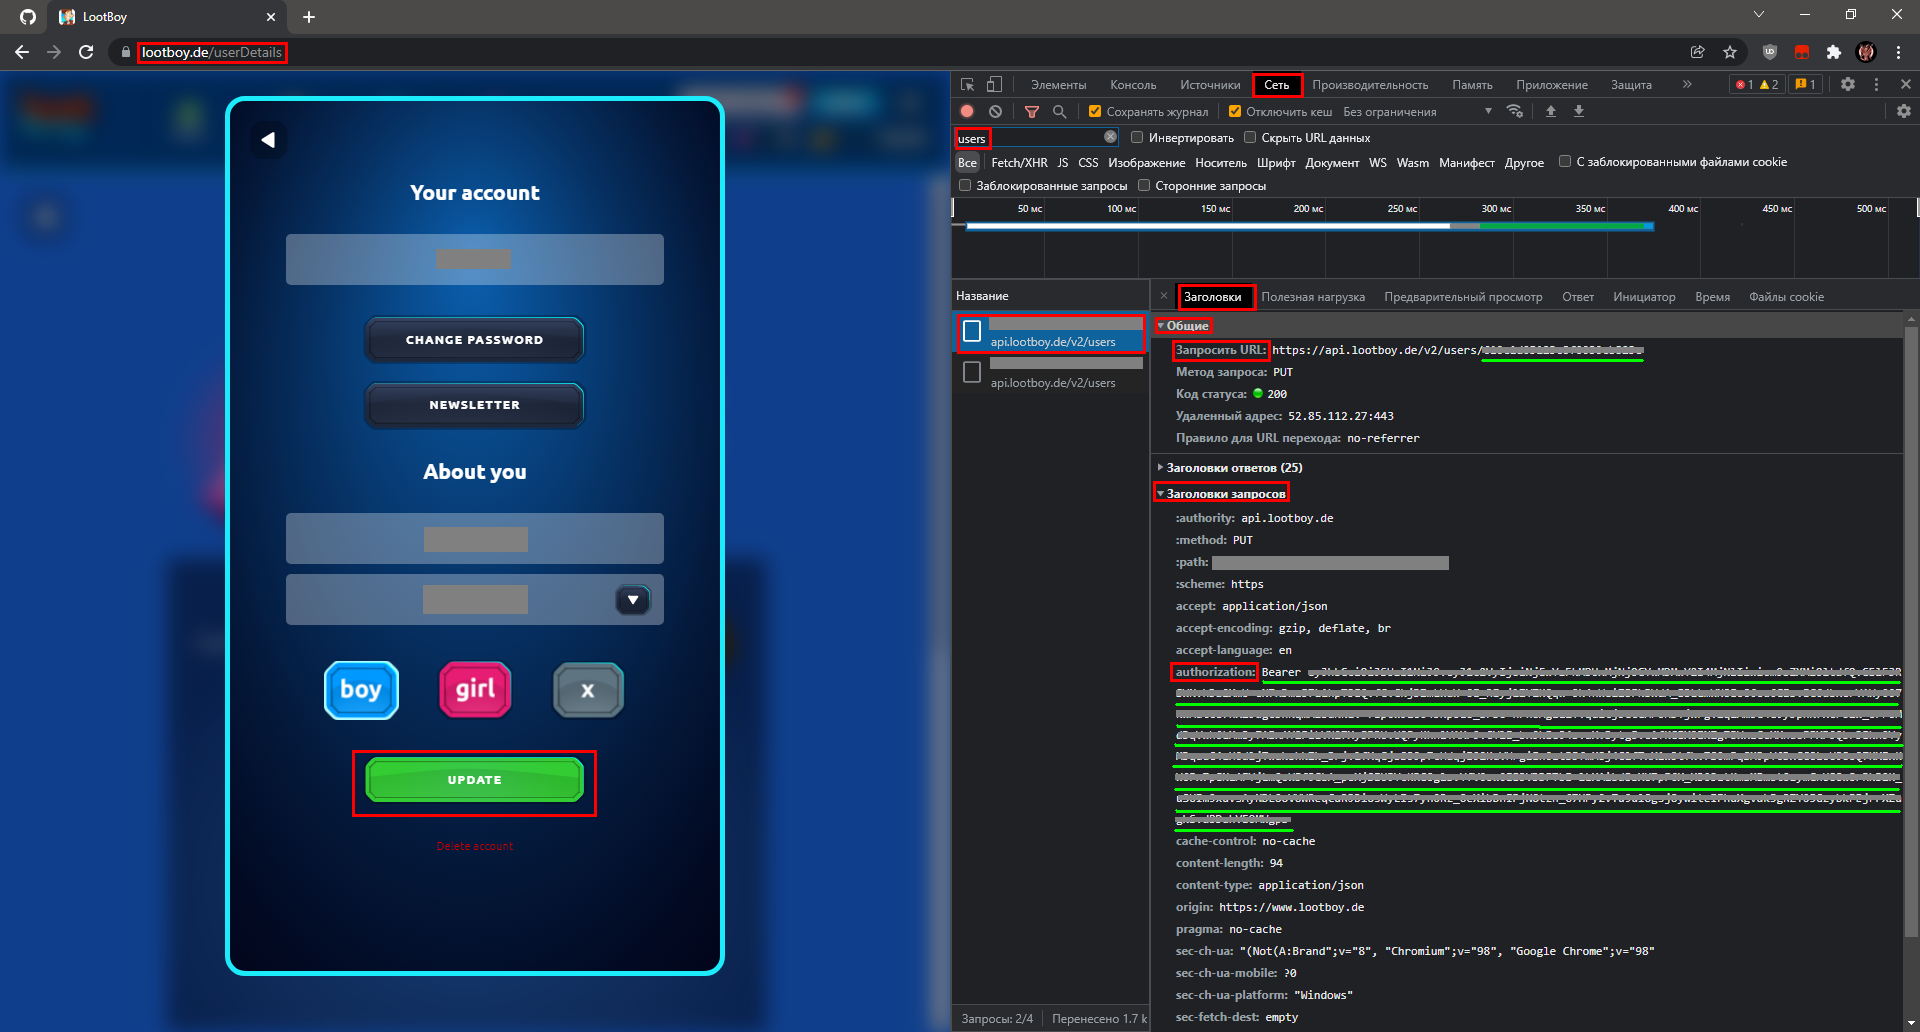 LootBoy
lootboy.de/userDetails
Your account
CHANGE PASSWORD
NEWSLETTER
About you
boy
girl
x
UPDATE
Delete account
Элементы
Консоль
Источники
Сеть
Производительность
Память
Приложение
Защита
1
2
1
Сохранять журнал
Отключить кеш
Без ограничения
users
Инвертировать
Скрыть URL данных
Все
Fetch/XHR
JS
CSS
Изображение
Носитель
Шрифт
Документ
WS
Wasm
Манифест
Другое
С заблокированными файлами cookie
Заблокированные запросы
Сторонние запросы
50 мс
100 мс
150 мс
200 мс
250 мс
300 мс
350 мс
400 мс
450 мс
500 мс
Название
api.lootboy.de/v2/users
api.lootboy.de/v2/users
Запросы: 2/4
Перенесено 1.7 k
Заголовки
Полезная нагрузка
Предварительный просмотр
Ответ
Инициатор
Время
Файлы cookie
Общие
Запросить URL: https://api.lootboy.de/v2/users/
Метод запроса: PUT
Код статуса: 200
Удаленный адрес: 52.85.112.27:443
Правило для URL перехода: no-referrer
Заголовки ответов (25)
Заголовки запросов
:authority: api.lootboy.de
:method: PUT
:path:
:scheme: https
accept: application/json
accept-encoding: gzip, deflate, br
accept-language: en
authorization: Bearer
cache-control: no-cache
content-length: 94
content-type: application/json
origin: https://www.lootboy.de
pragma: no-cache
sec-ch-ua: "(Not(A:Brand";v="8", "Chromium";v="98", "Google Chrome";v="98"
sec-ch-ua-mobile: ?0
sec-ch-ua-platform: "Windows"
sec-fetch-dest: empty